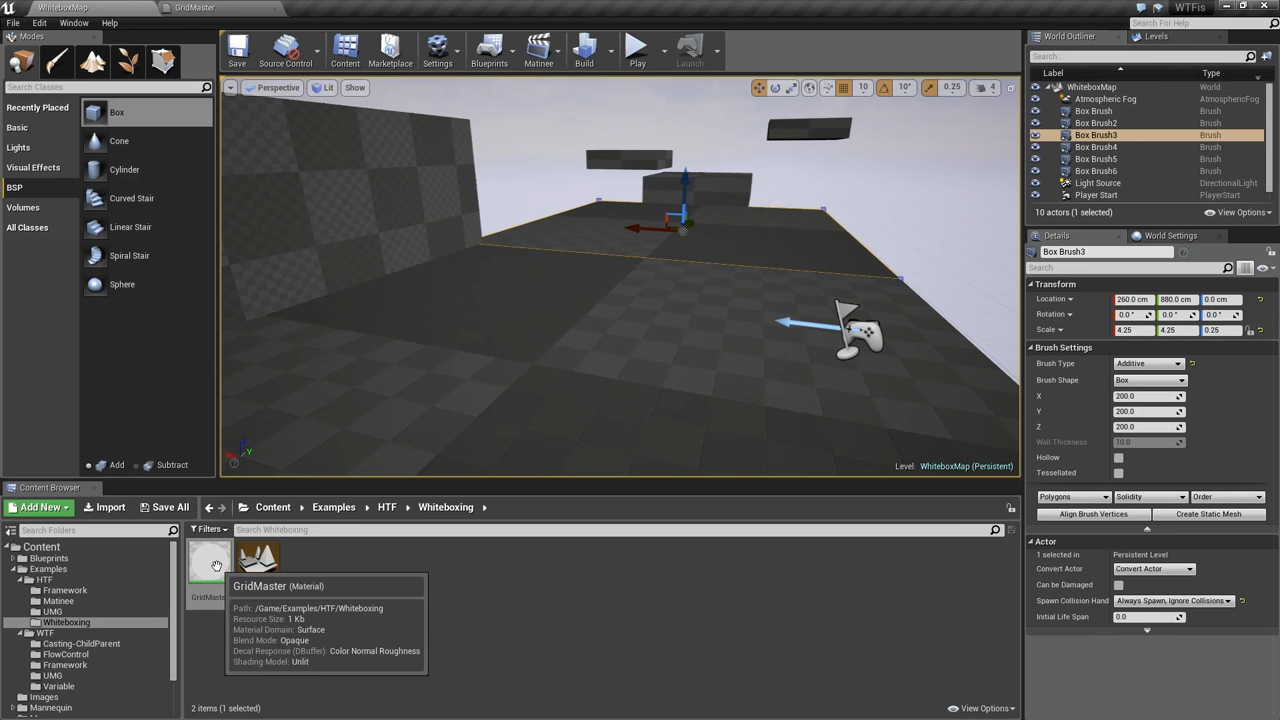 WhiteboxMap
GridMaster
WTFis
File
Edit
Window
Help
Search For Help
Modes
Search Classes
Recently Placed
Basic
Lights
Visual Effects
BSP
Volumes
All Classes
Box
Cone
Cylinder
Curved Stair
Linear Stair
Spiral Stair
Sphere
Add
Subtract
Save
Source Control
Content
Marketplace
Settings
Blueprints
Matinee
Build
Play
Launch
Perspective
Lit
Show
10
10°
0.25
4
Level: WhiteboxMap (Persistent)
World Outliner
Levels
Search...
Label
Type
WhiteboxMap World
Atmospheric Fog AtmosphericFog
Box Brush Brush
Box Brush2 Brush
Box Brush3 Brush
Box Brush4 Brush
Box Brush5 Brush
Box Brush6 Brush
Light Source DirectionalLight
Player Start PlayerStart
10 actors (1 selected)
View Options
Details
World Settings
Box Brush3
Search
Transform
Location 260.0 cm 880.0 cm 0.0 cm
Rotation 0.0 ° 0.0 ° 0.0 °
Scale 4.25 4.25 0.25
Brush Settings
Brush Type Additive
Brush Shape Box
X 200.0
Y 200.0
Z 200.0
Wall Thickness 10.0
Hollow
Tessellated
Polygons
Solidity
Order
Align Brush Vertices
Create Static Mesh
Actor
1 selected in Persistent Level
Convert Actor Convert Actor
Can be Damaged
Spawn Collision Hand Always Spawn, Ignore Collisions
Initial Life Span 0.0
Content Browser
Add New
Import
Save All
Content
Examples
HTF
Whiteboxing
Search Folders
Filters
Search Whiteboxing
Content
Blueprints
Examples
HTF
Framework
Matinee
UMG
Whiteboxing
WTF
Casting-ChildParent
FlowControl
Framework
UMG
Variable
Images
Mannequin
GridMaster (Material)
Path: /Game/Examples/HTF/Whiteboxing
Resource Size: 1 Kb
Material Domain: Surface
Blend Mode: Opaque
Decal Response (DBuffer): Color Normal Roughness
Shading Model: Unlit
2 items (1 selected)
View Options